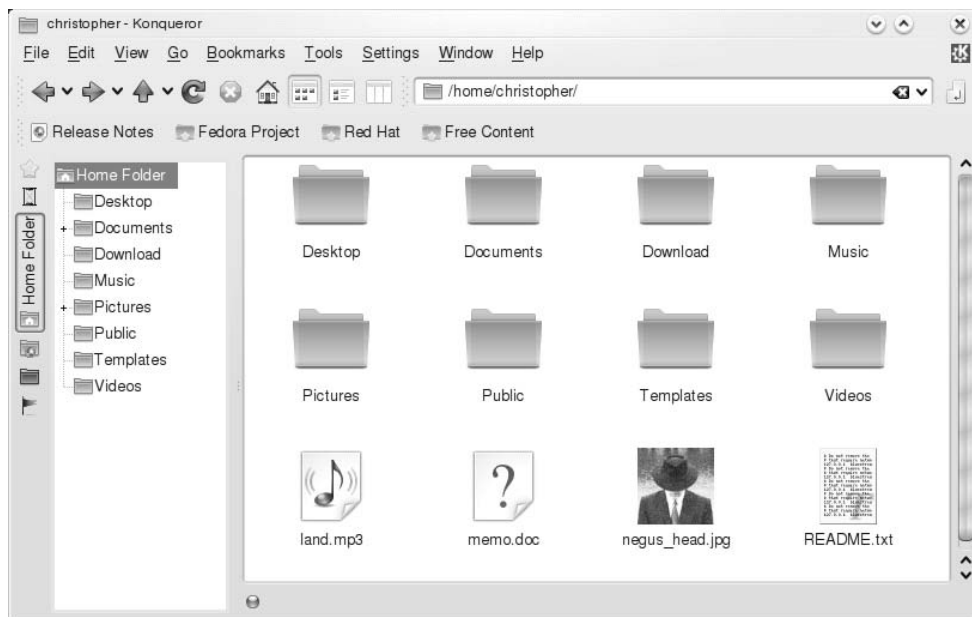 christopher - Konqueror
File Edit View Go Bookmarks Tools Settings Window Help
/home/christopher/
Release Notes Fedora Project Red Hat Free Content
Home Folder
Home Folder
Desktop
Documents
Download
Music
Pictures
Public
Templates
Videos
Desktop Documents Download Music
Pictures Public Templates Videos
land.mp3 memo.doc negus_head.jpg README.txt